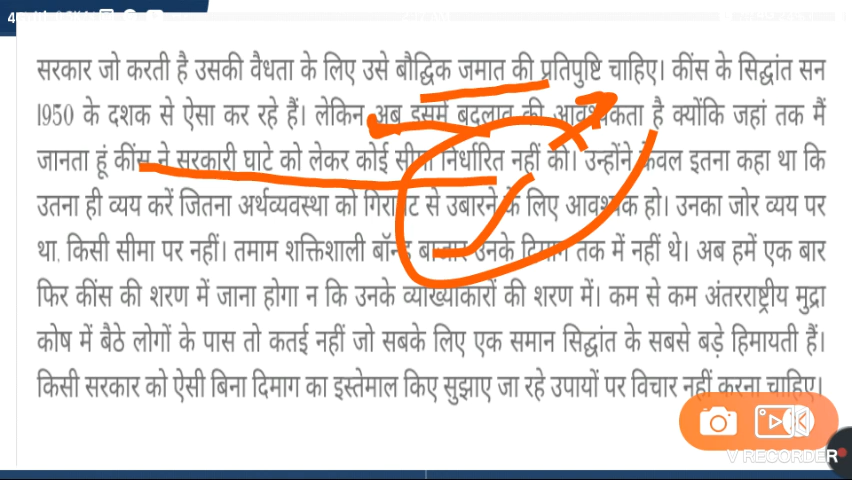 सरकार जो करती है उसकी वैधता के लिए उसे बौद्धिक जमात की प्रतिपुष्टि चाहिए। कींस के सिद्धांत सन
1950 के दशक से ऐसा कर रहे हैं। लेकिन अब इसमें बदलाव की आवश्यकता है क्योंकि जहां तक मैं
जानता हूं कींस ने सरकारी घाटे को लेकर कोई सीमा निर्धारित नहीं की। उन्होंने केवल इतना कहा था कि
उतना ही व्यय करें जितना अर्थव्यवस्था को गिरावट से उबारने के लिए आवश्यक हो। उनका जोर व्यय पर
था. किसी सीमा पर नहीं। तमाम शक्तिशाली बॉन्ड बाजार उनके दिमाग तक में नहीं थे। अब हमें एक बार
फिर कींस की शरण में जाना होगा न कि उनके व्याख्याकारों की शरण में। कम से कम अंतरराष्ट्रीय मुद्रा
कोष में बैठे लोगों के पास तो कतई नहीं जो सबके लिए एक समान सिद्धांत के सबसे बड़े हिमायती हैं।
किसी सरकार को ऐसी बिना दिमाग का इस्तेमाल किए सुझाए जा रहे उपायों पर विचार नहीं करना चाहिए।
V RECORDER